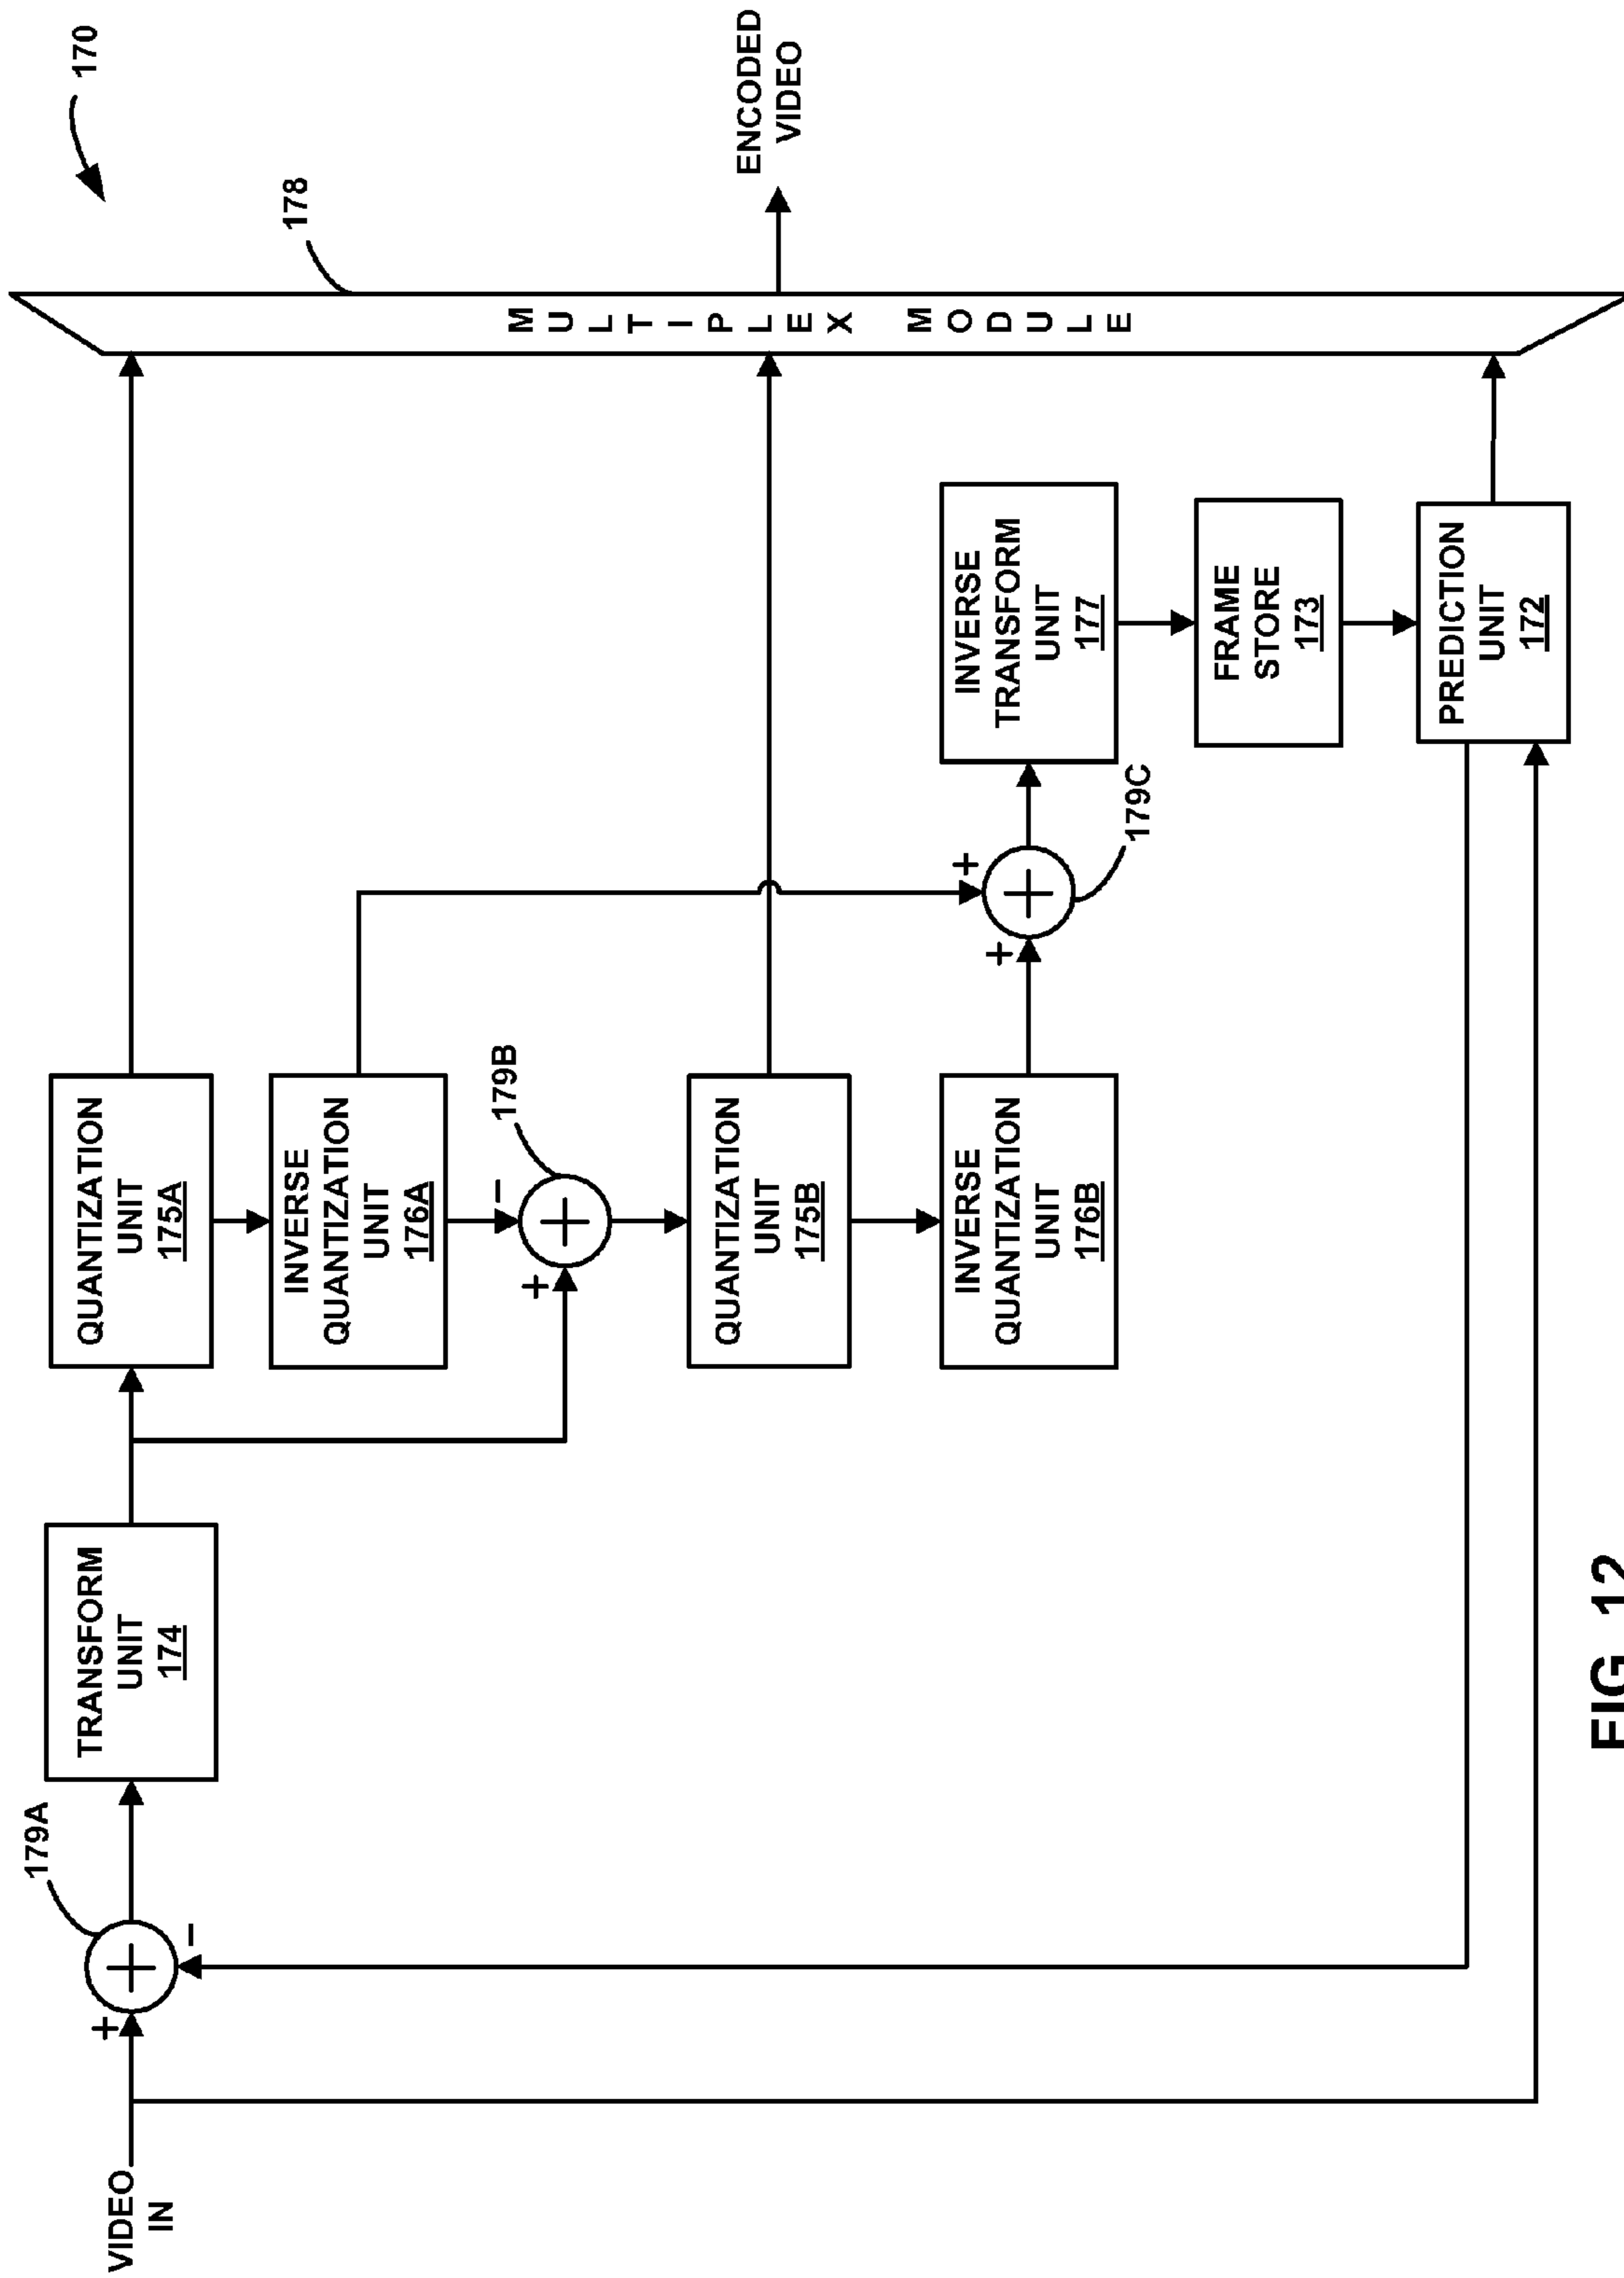 170
178
MULTIPLEX MODULE
ENCODED
VIDEO
VIDEO
IN
+
-
179A
TRANSFORM
UNIT
174
QUANTIZATION
UNIT
175A
INVERSE
QUANTIZATION
UNIT
176A
+
-
179B
QUANTIZATION
UNIT
175B
INVERSE
QUANTIZATION
UNIT
176B
+
+
179C
INVERSE
TRANSFORM
UNIT
177
FRAME
STORE
173
PREDICTION
UNIT
172
FIG. 12